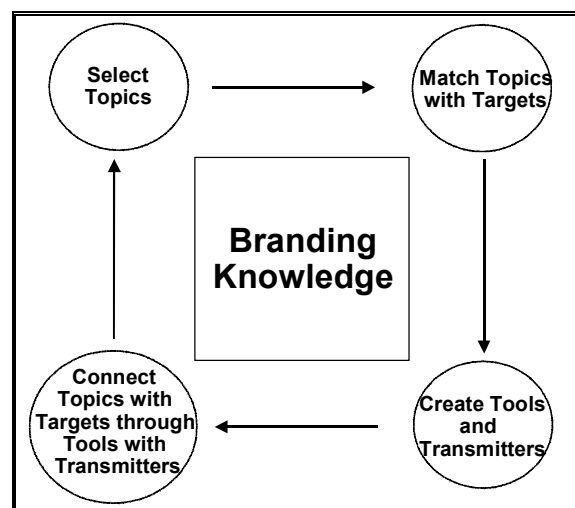 Select
Topics
Match Topics
with Targets
Branding
Knowledge
Connect
Topics with
Targets through
Tools with
Transmitters
Create Tools
and
Transmitters